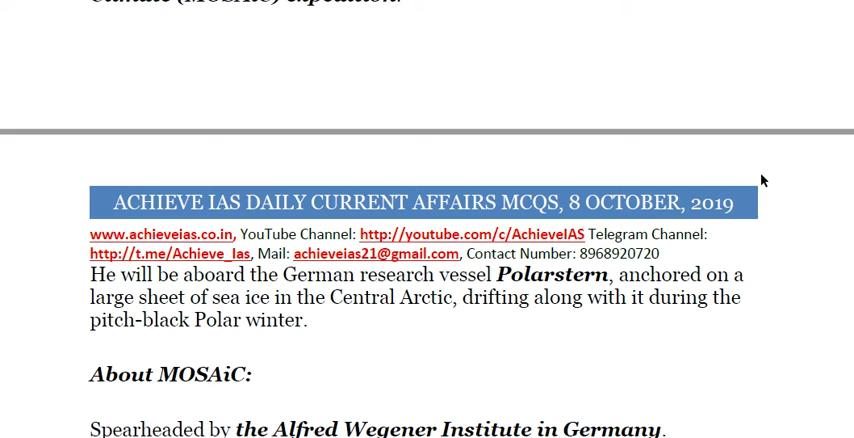 Climate (MOSAiC) expedition.
ACHIEVE IAS DAILY CURRENT AFFAIRS MCQS, 8 OCTOBER, 2019
www.achieveias.co.in, YouTube Channel: http://youtube.com/c/AchieveIAS Telegram Channel:
http://t.me/Achieve_Ias, Mail: achieveias21@gmail.com, Contact Number: 8968920720
He will be aboard the German research vessel Polarstern, anchored on a
large sheet of sea ice in the Central Arctic, drifting along with it during the
pitch-black Polar winter.
About MOSAiC:
Spearheaded by the Alfred Wegener Institute in Germany.